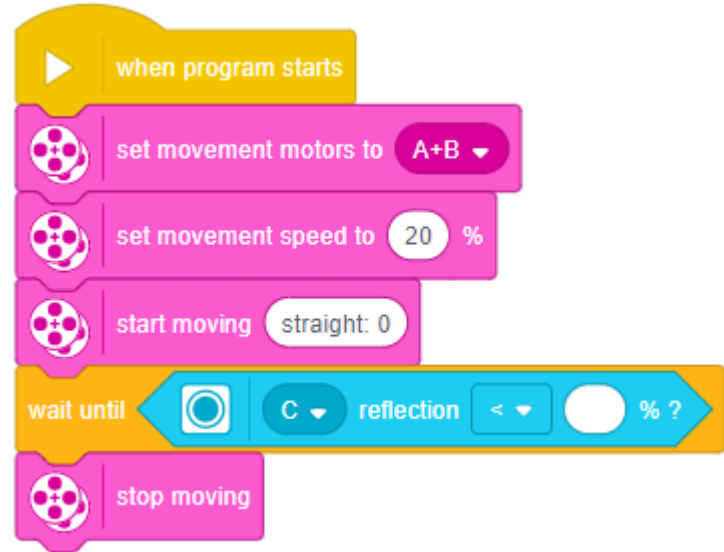 when program starts
set movement motors to A+B
set movement speed to 20 %
start moving straight: 0
wait until C reflection < % ?
stop moving